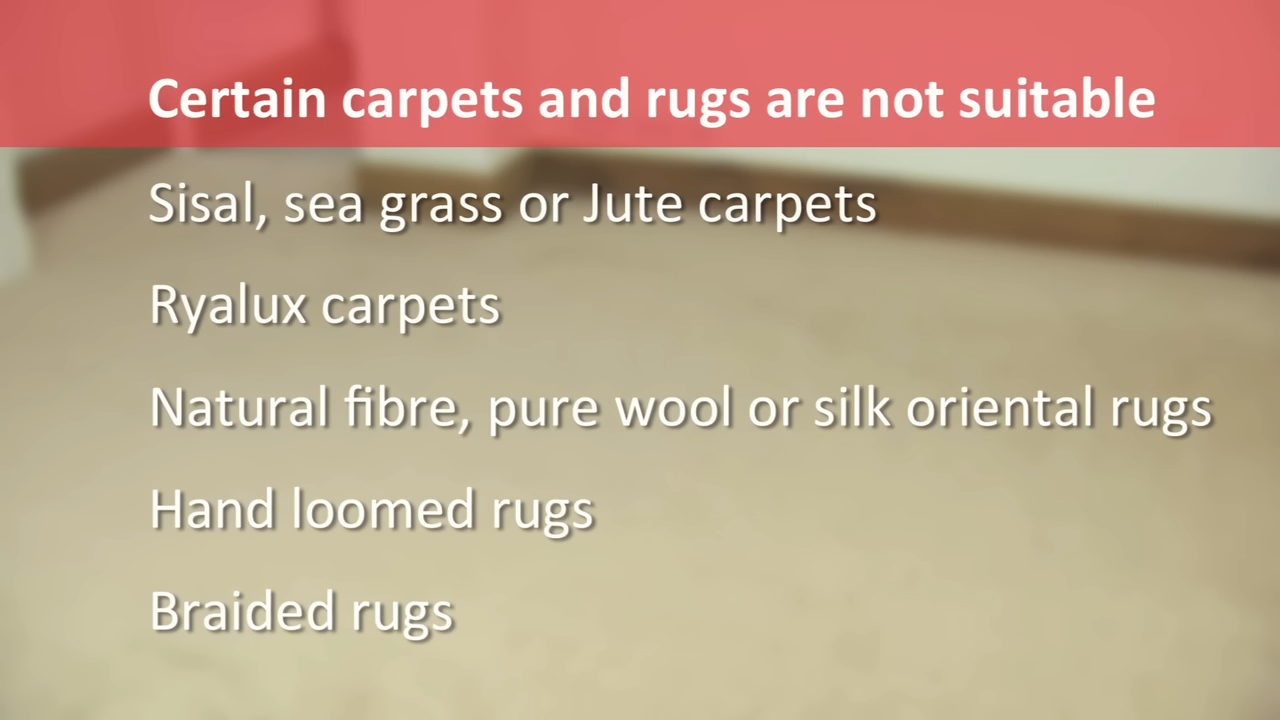 Certain carpets and rugs are not suitable
Sisal, sea grass or Jute carpets
Ryalux carpets
Natural fibre, pure wool or silk oriental rugs
Hand loomed rugs
Braided rugs